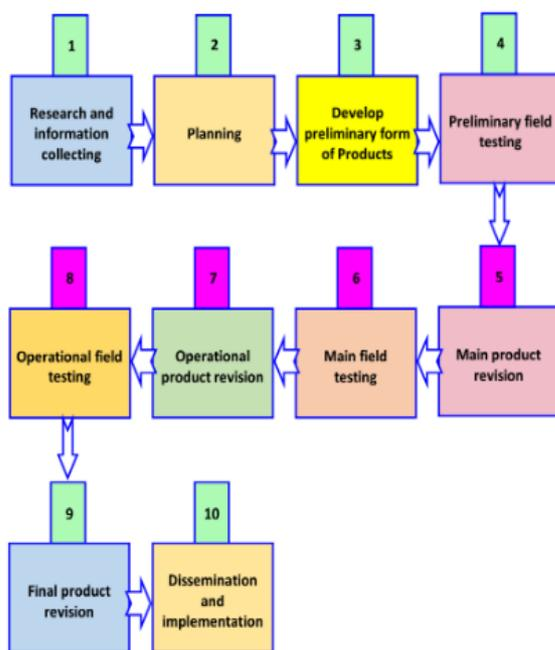 1
Research and
information
collecting
2
Planning
3
Develop
preliminary form
of Products
4
Preliminary field
testing
5
Main product
revision
6
Main field
testing
7
Operational
product revision
8
Operational field
testing
9
Final product
revision
10
Dissemination
and
implementation